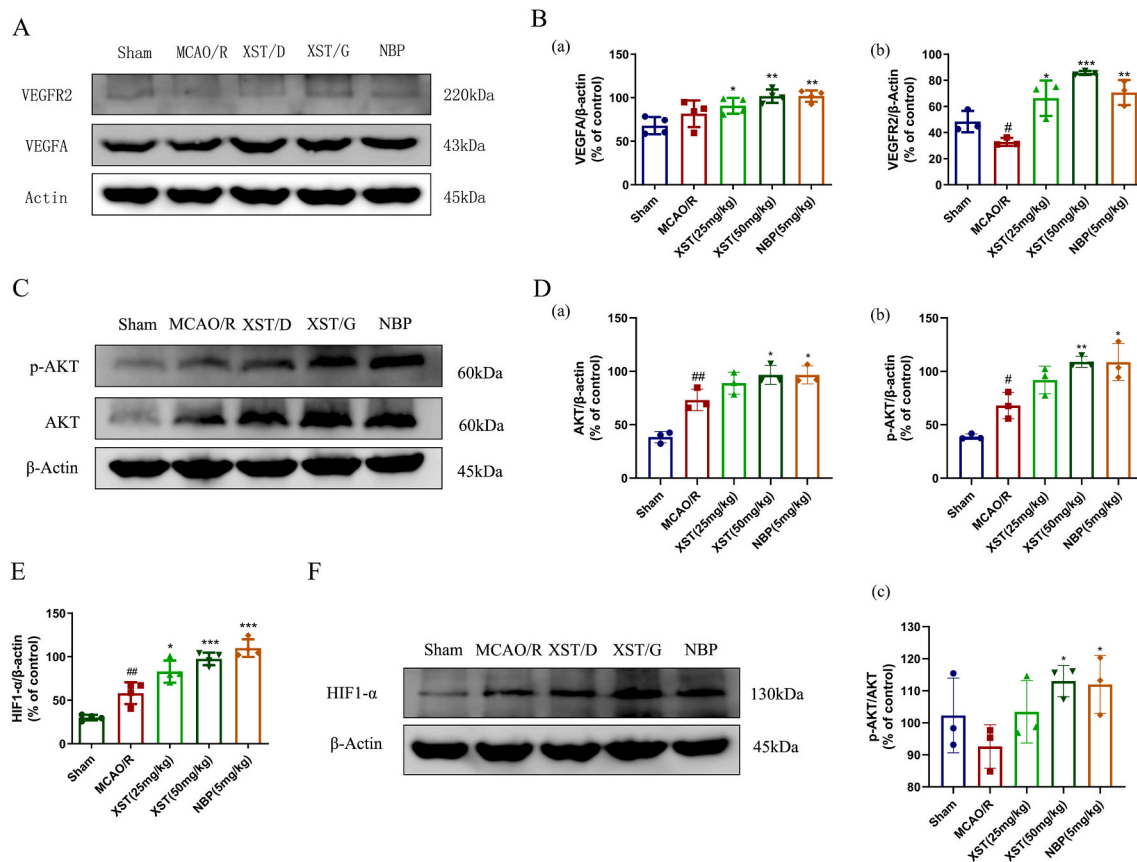 A
Sham MCAO/R XST/D XST/G NBP
VEGFR2 220kDa
VEGFA 43kDa
Actin 45kDa
B
(a)
VEGFA/β-actin
(% of control)
150
100
50
0
* ** **
Sham MCAO/R XST(25mg/kg) XST(50mg/kg) NBP(5mg/kg)
(b)
VEGFR2/β-Actin
(% of control)
100
80
60
40
20
0
# * *** **
Sham MCAO/R XST(25mg/kg) XST(50mg/kg) NBP(5mg/kg)
C
Sham MCAO/R XST/D XST/G NBP
p-AKT 60kDa
AKT 60kDa
β-Actin 45kDa
D
(a)
AKT/β-actin
(% of control)
150
100
50
0
## * *
Sham MCAO/R XST(25mg/kg) XST(50mg/kg) NBP(5mg/kg)
(b)
p-AKT/β-actin
(% of control)
150
100
50
0
# ** *
Sham MCAO/R XST(25mg/kg) XST(50mg/kg) NBP(5mg/kg)
E
HIF1-α/β-actin
(% of control)
150
100
50
0
## * *** ***
Sham MCAO/R XST(25mg/kg) XST(50mg/kg) NBP(5mg/kg)
F
Sham MCAO/R XST/D XST/G NBP
HIF1-α 130kDa
β-Actin 45kDa
(c)
p-AKT/AKT
(% of control)
130
120
110
100
90
80
* *
Sham MCAO/R XST(25mg/kg) XST(50mg/kg) NBP(5mg/kg)